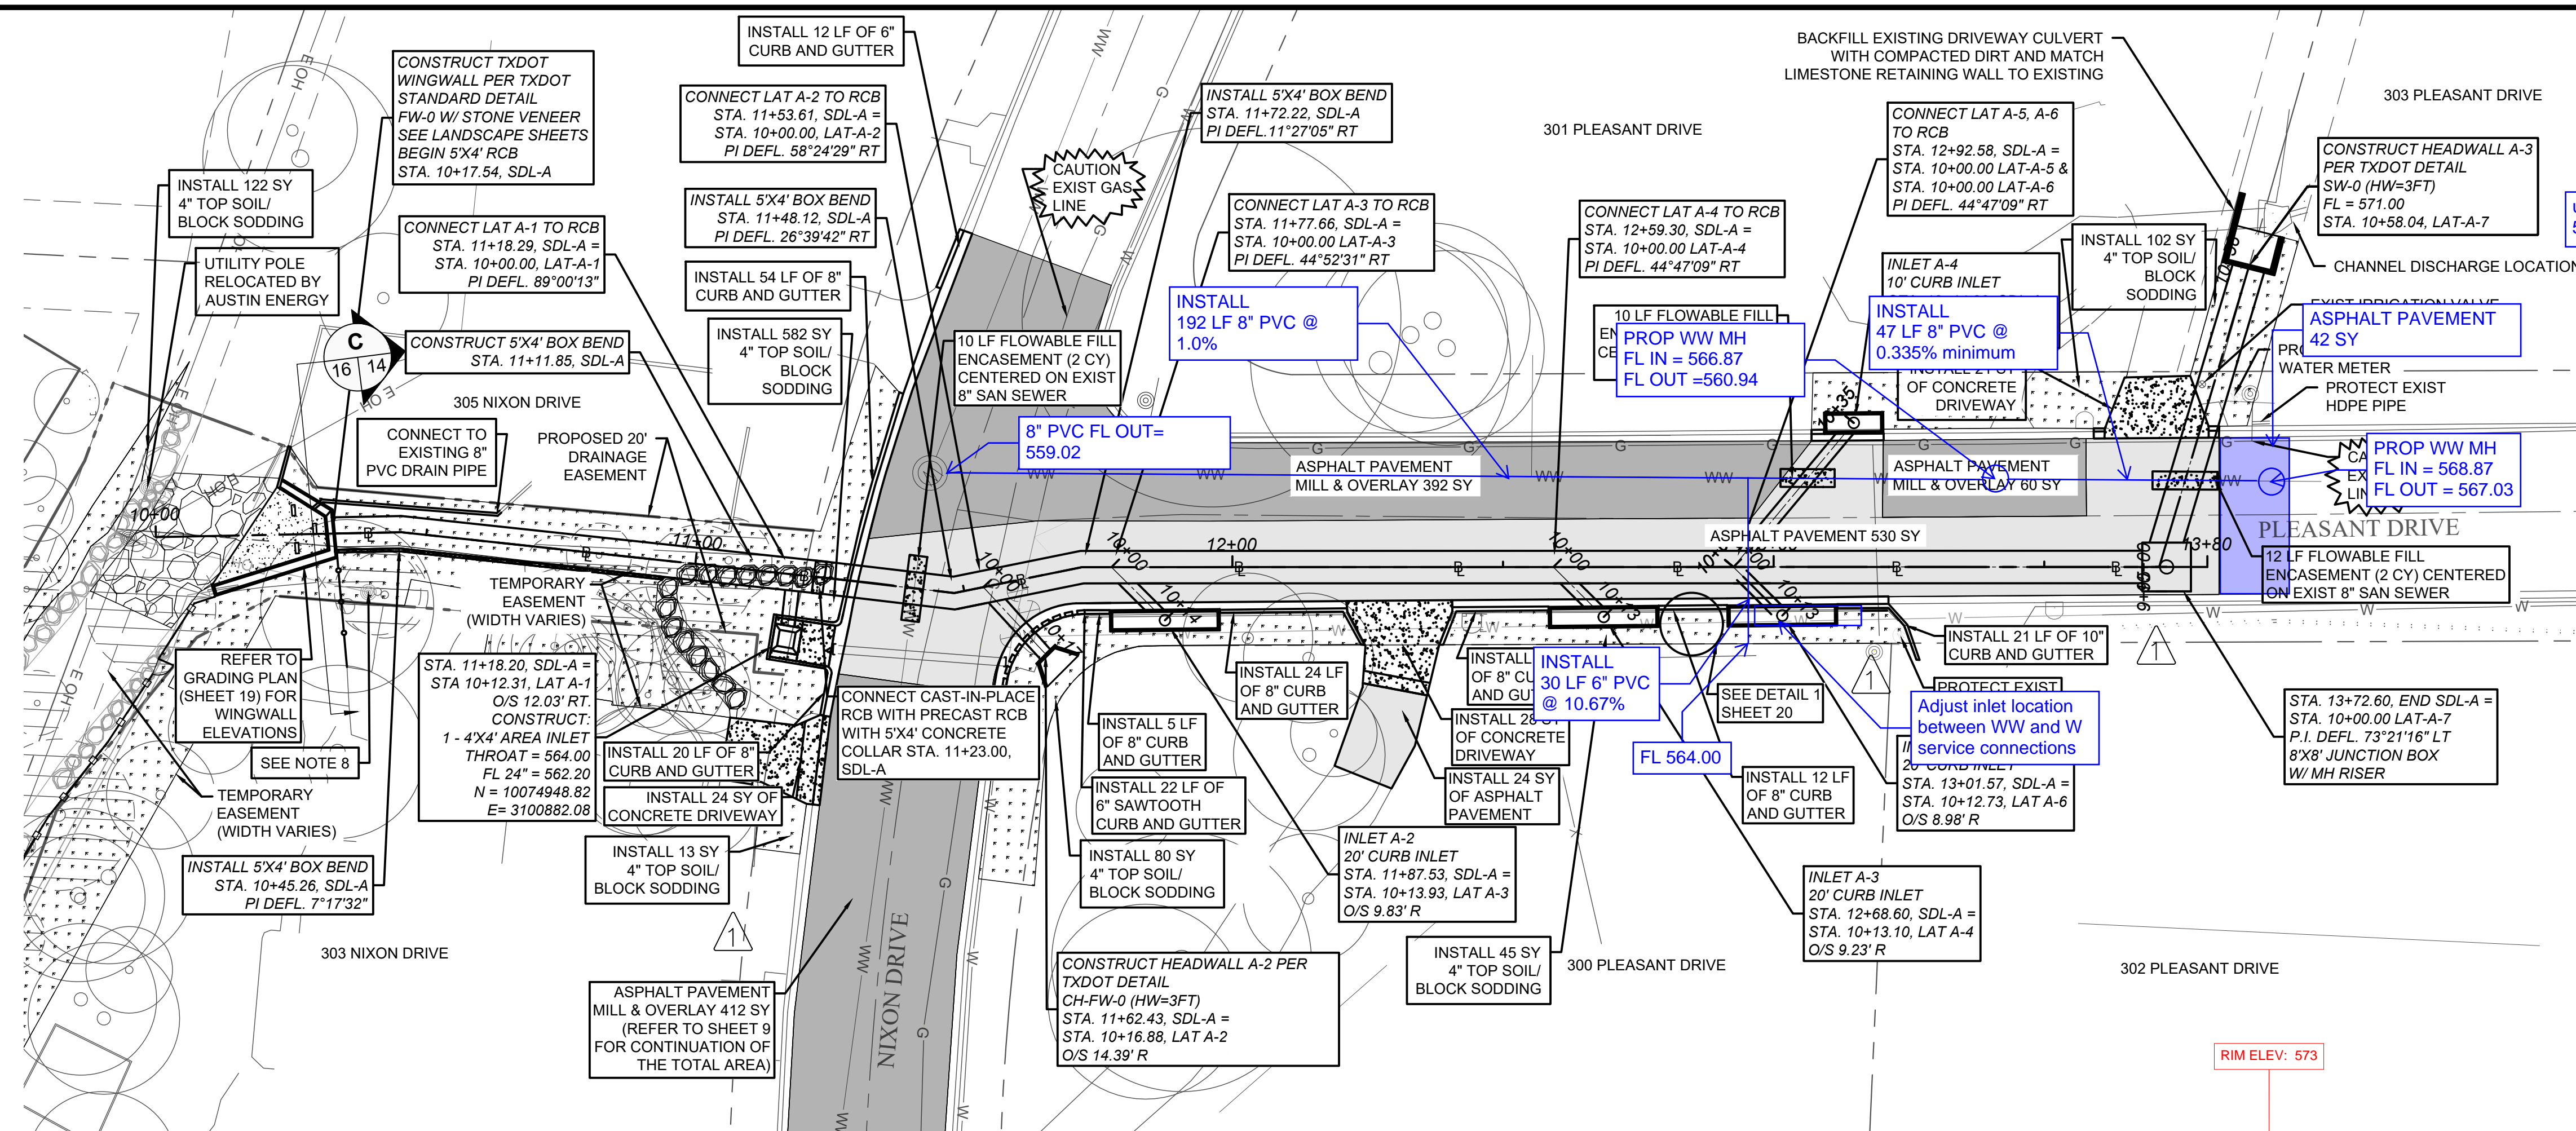 INSTALL 12 LF OF 6"
CURB AND GUTTER
CONSTRUCT TXDOT
WINGWALL PER TXDOT
STANDARD DETAIL
FW-0 W/ STONE VENEER
SEE LANDSCAPE SHEETS
BEGIN 5'X4' RCB
STA. 10+17.54, SDL-A
CONNECT LAT A-2 TO RCB
STA. 11+53.61, SDL-A =
STA. 10+00.00, LAT-A-2
PI DEFL. 58°24'29" RT
INSTALL 5'X4' BOX BEND
STA. 11+72.22, SDL-A
PI DEFL.11°27'05" RT
BACKFILL EXISTING DRIVEWAY CULVERT
WITH COMPACTED DIRT AND MATCH
LIMESTONE RETAINING WALL TO EXISTING
303 PLEASANT DRIVE
301 PLEASANT DRIVE
CONNECT LAT A-5, A-6
TO RCB
STA. 12+92.58, SDL-A =
STA. 10+00.00 LAT-A-5 &
STA. 10+00.00 LAT-A-6
PI DEFL. 44°47'09" RT
CONSTRUCT HEADWALL A-3
PER TXDOT DETAIL
SW-0 (HW=3FT)
FL = 571.00
STA. 10+58.04, LAT-A-7
INSTALL 122 SY
4" TOP SOIL/
BLOCK SODDING
CAUTION
EXIST GAS
LINE
INSTALL 5'X4' BOX BEND
STA. 11+48.12, SDL-A
PI DEFL. 26°39'42" RT
CONNECT LAT A-3 TO RCB
STA. 11+77.66, SDL-A =
STA. 10+00.00 LAT-A-3
PI DEFL. 44°52'31" RT
CONNECT LAT A-4 TO RCB
STA. 12+59.30, SDL-A =
STA. 10+00.00 LAT-A-4
PI DEFL. 44°47'09" RT
CONNECT LAT A-1 TO RCB
STA. 11+18.29, SDL-A =
STA. 10+00.00, LAT-A-1
PI DEFL. 89°00'13"
UTILITY POLE
RELOCATED BY
AUSTIN ENERGY
INSTALL 54 LF OF 8"
CURB AND GUTTER
INSTALL 102 SY
4" TOP SOIL/
BLOCK
SODDING
CHANNEL DISCHARGE LOCATION
INLET A-4
10' CURB INLET
INSTALL
192 LF 8" PVC @
1.0%
10 LF FLOWABLE FILL
PROP WW MH
FL IN = 566.87
FL OUT =560.94
INSTALL
47 LF 8" PVC @
0.335% minimum
OF CONCRETE
DRIVEWAY
EXIST IRRIGATION VALVE
ASPHALT PAVEMENT
42 SY
WATER METER
PROTECT EXIST
HDPE PIPE
INSTALL 582 SY
4" TOP SOIL/
BLOCK
SODDING
10 LF FLOWABLE FILL
ENCASEMENT (2 CY)
CENTERED ON EXIST
8" SAN SEWER
C
16 14
CONSTRUCT 5'X4' BOX BEND
STA. 11+11.85, SDL-A
305 NIXON DRIVE
CONNECT TO
EXISTING 8"
PVC DRAIN PIPE
PROPOSED 20'
DRAINAGE
EASEMENT
8" PVC FL OUT=
559.02
ASPHALT PAVEMENT
MILL & OVERLAY 392 SY
ASPHALT PAVEMENT
MILL & OVERLAY 60 SY
PROP WW MH
FL IN = 568.87
FL OUT = 567.03
PLEASANT DRIVE
ASPHALT PAVEMENT 530 SY
10+00
11+00
12+00
13+80
10+00
10+00
10+00
10+14
10+13
10+13
12 LF FLOWABLE FILL
ENCASEMENT (2 CY) CENTERED
ON EXIST 8" SAN SEWER
TEMPORARY
EASEMENT
(WIDTH VARIES)
REFER TO
GRADING PLAN
(SHEET 19) FOR
WINGWALL
ELEVATIONS
SEE NOTE 8
TEMPORARY
EASEMENT
(WIDTH VARIES)
STA. 11+18.20, SDL-A =
STA 10+12.31, LAT A-1
O/S 12.03' RT.
CONSTRUCT:
1 - 4'X4' AREA INLET
THROAT = 564.00
FL 24" = 562.20
N = 10074948.82
E= 3100882.08
INSTALL 20 LF OF 8"
CURB AND GUTTER
INSTALL 24 SY OF
CONCRETE DRIVEWAY
INSTALL 13 SY
4" TOP SOIL/
BLOCK SODDING
CONNECT CAST-IN-PLACE
RCB WITH PRECAST RCB
WITH 5'X4' CONCRETE
COLLAR STA. 11+23.00,
SDL-A
INSTALL 5 LF
OF 8" CURB
AND GUTTER
INSTALL 22 LF OF
6" SAWTOOTH
CURB AND GUTTER
INSTALL 80 SY
4" TOP SOIL/
BLOCK SODDING
INSTALL 24 LF
OF 8" CURB
AND GUTTER
INSTALL
30 LF 6" PVC
@ 10.67%
INSTALL 28 SY
OF CONCRETE
DRIVEWAY
INSTALL 24 SY
OF ASPHALT
PAVEMENT
FL 564.00
SEE DETAIL 1
SHEET 20
INSTALL 12 LF
OF 8" CURB
AND GUTTER
INSTALL 21 LF OF 10"
CURB AND GUTTER
PROTECT EXIST
Adjust inlet location
between WW and W
service connections
20' CURB INLET
STA. 13+01.57, SDL-A =
STA. 10+12.73, LAT A-6
O/S 8.98' R
STA. 13+72.60, END SDL-A =
STA. 10+00.00 LAT-A-7
P.I. DEFL. 73°21'16" LT
8'X8' JUNCTION BOX
W/ MH RISER
INLET A-2
20' CURB INLET
STA. 11+87.53, SDL-A =
STA. 10+13.93, LAT A-3
O/S 9.83' R
INLET A-3
20' CURB INLET
STA. 12+68.60, SDL-A =
STA. 10+13.10, LAT A-4
O/S 9.23' R
INSTALL 5'X4' BOX BEND
STA. 10+45.26, SDL-A
PI DEFL. 7°17'32"
303 NIXON DRIVE
ASPHALT PAVEMENT
MILL & OVERLAY 412 SY
(REFER TO SHEET 9
FOR CONTINUATION OF
THE TOTAL AREA)
NIXON DRIVE
CONSTRUCT HEADWALL A-2 PER
TXDOT DETAIL
CH-FW-0 (HW=3FT)
STA. 11+62.43, SDL-A =
STA. 10+16.88, LAT A-2
O/S 14.39' R
INSTALL 45 SY
4" TOP SOIL/
BLOCK SODDING
300 PLEASANT DRIVE
302 PLEASANT DRIVE
RIM ELEV: 573